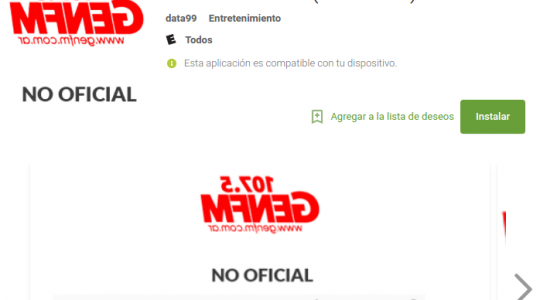 GENFM
www.genfm.com.ar
NO OFICIAL
data99 Entretenimiento
E Todos
Esta aplicación es compatible con tu dispositivo.
Agregar a la lista de deseos
Instalar
107.5
GENFM
www.genfm.com.ar
NO OFICIAL